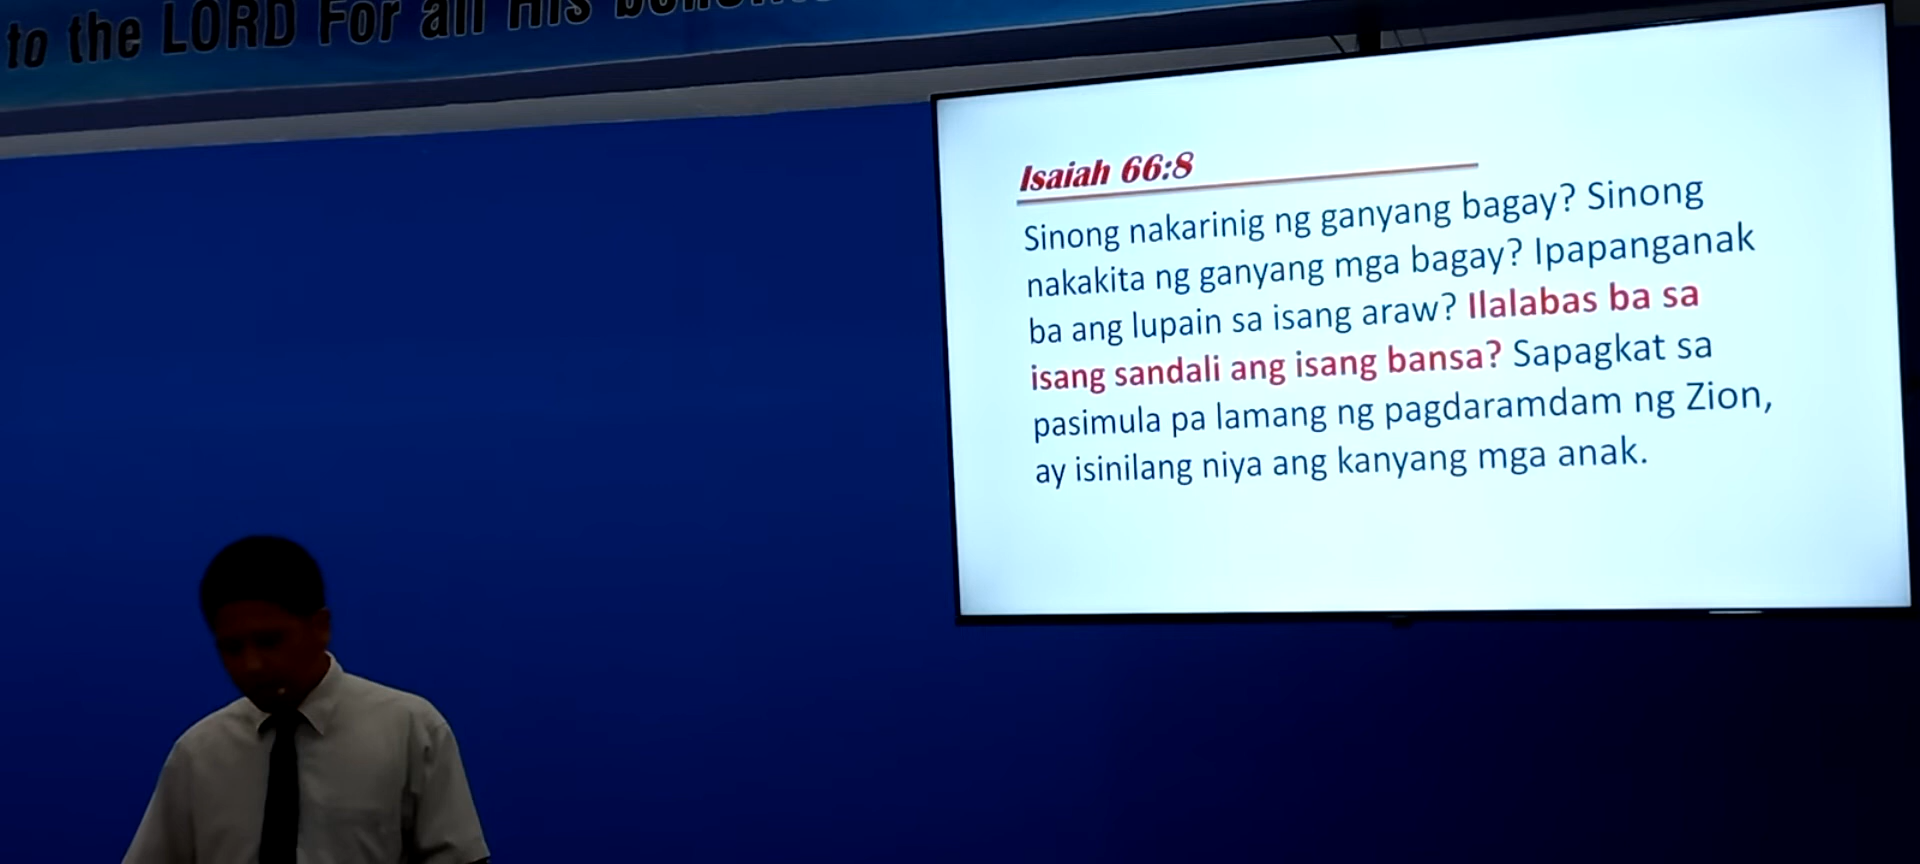 to the LORD For all His
Isaiah 66:8
Sinong nakarinig ng ganyang bagay? Sinong
nakakita ng ganyang mga bagay? Ipapanganak
ba ang lupain sa isang araw? Ilalabas ba sa
isang sandali ang isang bansa? Sapagkat sa
pasimula pa lamang ng pagdaramdam ng Zion,
ay isinilang niya ang kanyang mga anak.